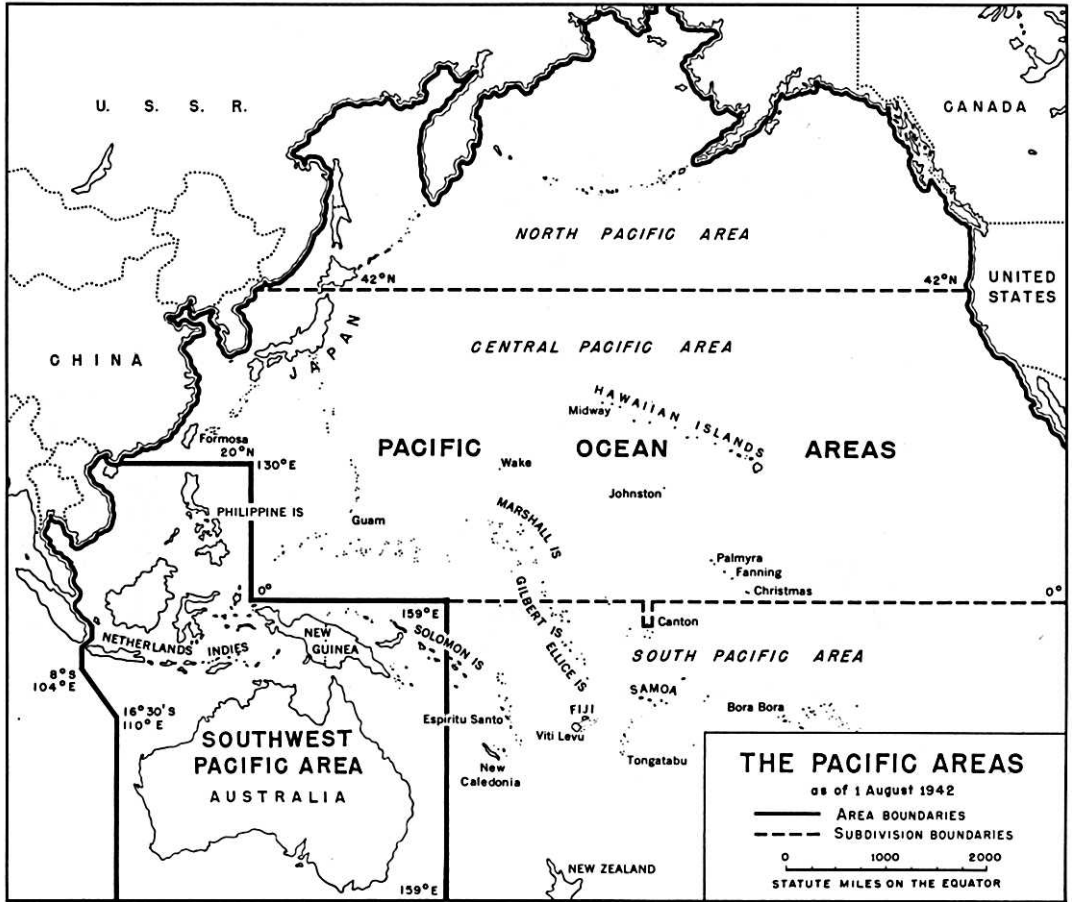 U. S. S. R.
CANADA
NORTH PACIFIC AREA
42°N
42°N
UNITED
STATES
JAPAN
CENTRAL PACIFIC AREA
CHINA
HAWAIIAN ISLANDS
Midway
Formosa
20°N
130°E
PACIFIC OCEAN AREAS
Wake
Johnston
MARSHALL IS
PHILIPPINE IS
Guam
Palmyra
Fanning
Christmas
0°
0°
159°E
GILBERT IS
Canton
NETHERLANDS INDIES
NEW
GUINEA
SOLOMON IS
ELLICE IS
SOUTH PACIFIC AREA
8°S
104°E
SAMOA
16°30'S
110°E
Espiritu Santo
FIJI
Viti Levu
Bora Bora
SOUTHWEST
PACIFIC AREA
AUSTRALIA
New
Caledonia
Tongatabu
THE PACIFIC AREAS
as of 1 August 1942
AREA BOUNDARIES
SUBDIVISION BOUNDARIES
0 1000 2000
STATUTE MILES ON THE EQUATOR
NEW ZEALAND
159°E